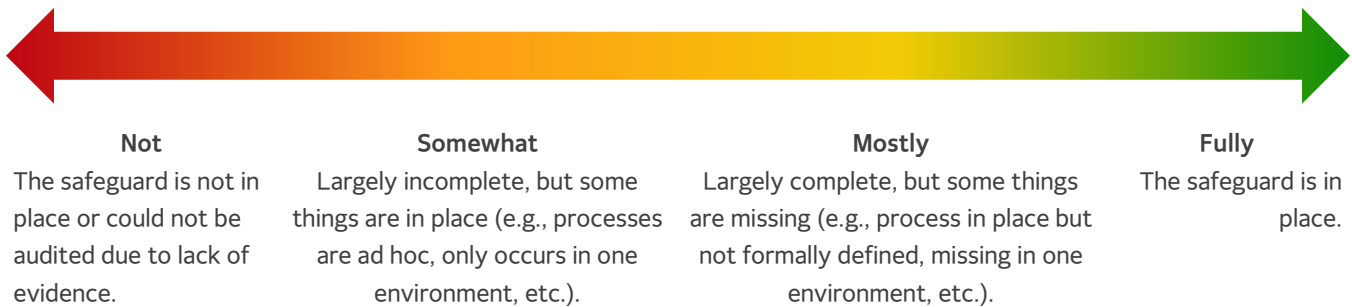 Not
The safeguard is not in
place or could not be
audited due to lack of
evidence.
Somewhat
Largely incomplete, but some
things are in place (e.g., processes
are ad hoc, only occurs in one
environment, etc.).
Mostly
Largely complete, but some things
are missing (e.g., process in place but
not formally defined, missing in one
environment, etc.).
Fully
The safeguard is in
place.